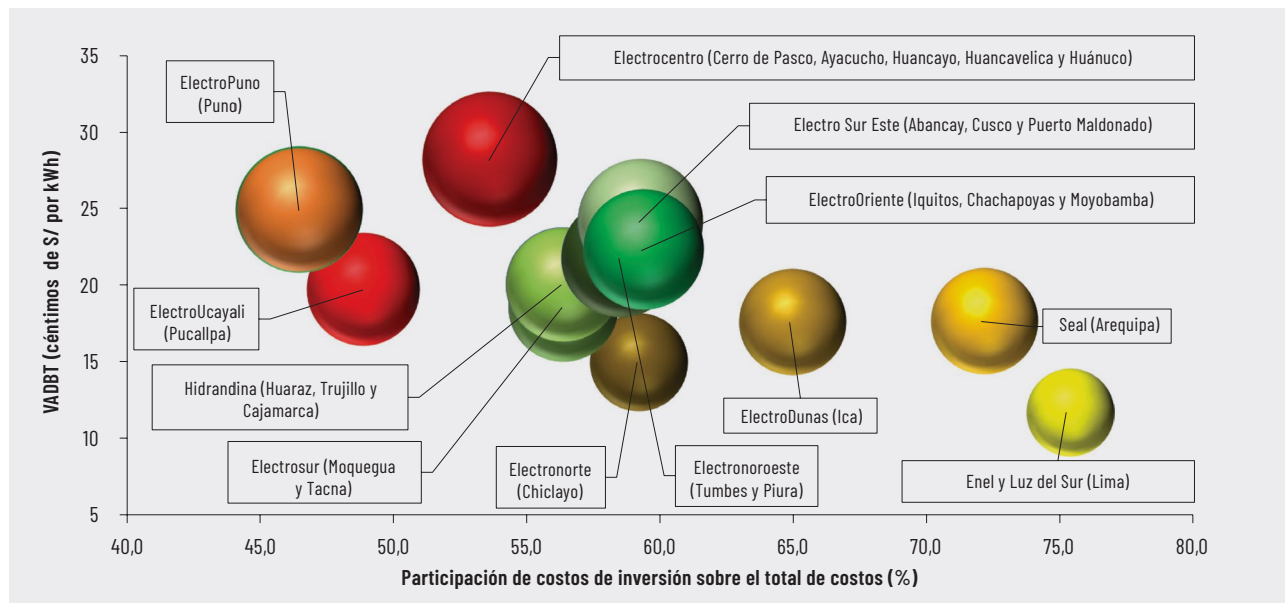 VADBT (céntimos de S/ por kWh)
35
30
25
20
15
10
5
ElectroPuno
(Puno)
Electrocentro (Cerro de Pasco, Ayacucho, Huancayo, Huancavelica y Huánuco)
Electro Sur Este (Abancay, Cusco y Puerto Maldonado)
ElectroOriente (Iquitos, Chachapoyas y Moyobamba)
ElectroUcayali
(Pucallpa)
Seal (Arequipa)
Hidrandina (Huaraz, Trujillo y
Cajamarca)
ElectroDunas (Ica)
Electrosur (Moquegua
y Tacna)
Electronorte
(Chiclayo)
Electronoroeste
(Tumbes y Piura)
Enel y Luz del Sur (Lima)
40,0
45,0
50,0
55,0
60,0
65,0
70,0
75,0
80,0
Participación de costos de inversión sobre el total de costos (%)